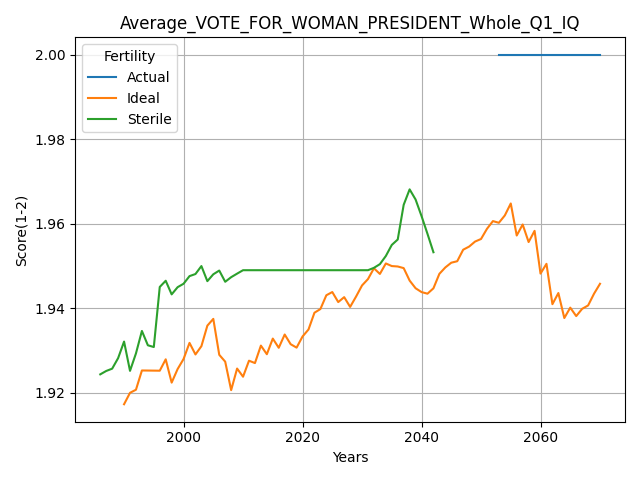 Average_VOTE_FOR_WOMAN_PRESIDENT_Whole_Q1_IQ
Fertility
Actual
Ideal
Sterile
Score(1-2)
2.00
1.98
1.96
1.94
1.92
2000 2020 2040 2060
Years